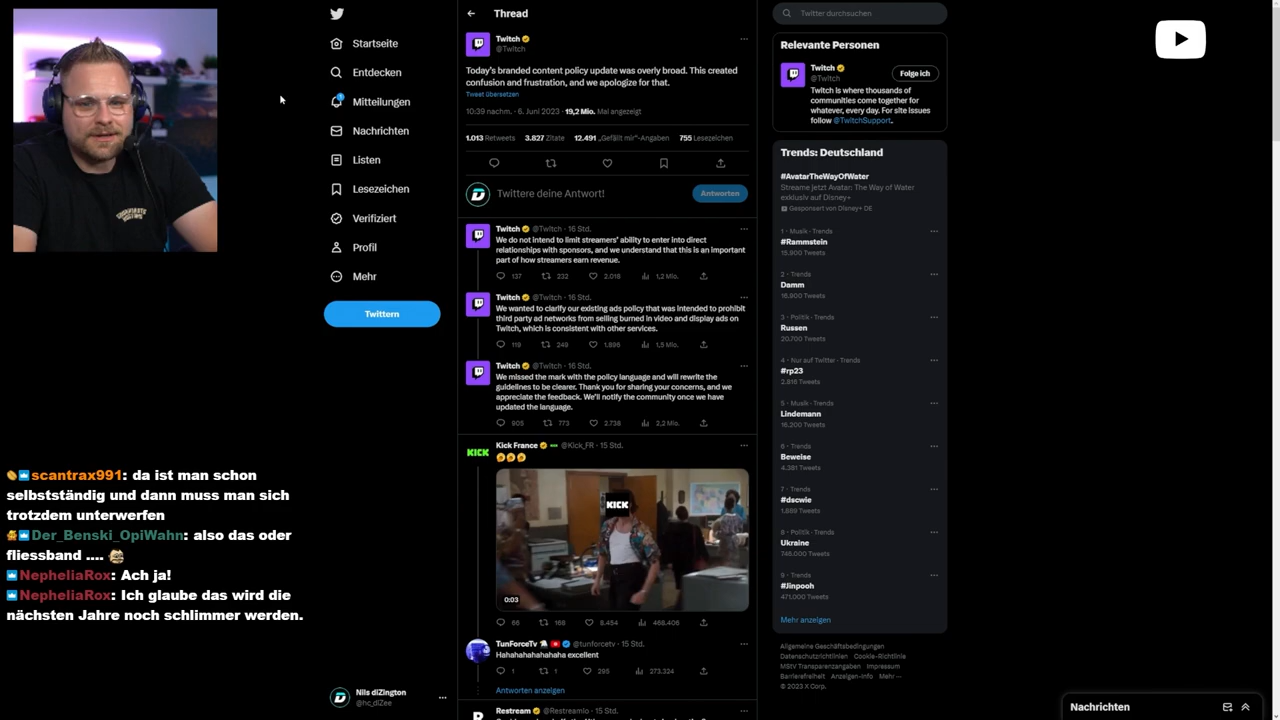 Startseite
Entdecken
Mitteilungen
Nachrichten
Listen
Lesezeichen
Verifiziert
Profil
Mehr
Twittern
scantrax991: da ist man schon
selbstständig und dann muss man sich
trotzdem unterwerfen
Der_Benski_OpiWahn: also das oder
fliessband ....
NepheliaRox: Ach ja!
NepheliaRox: Ich glaube das wird die
nächsten Jahre noch schlimmer werden.
Nils diZington
@hc_diZee
Thread
Twitch
@Twitch
Today's branded content policy update was overly broad. This created
confusion and frustration, and we apologize for that.
Tweet übersetzen
10:39 nachm. · 6. Juni 2023 · 19,2 Mio. Mal angezeigt
1.013 Retweets 3.827 Zitate 12.491 „Gefällt mir“-Angaben 755 Lesezeichen
Twittere deine Antwort!
Antworten
Twitch @Twitch · 16 Std.
We do not intend to limit streamers' ability to enter into direct
relationships with sponsors, and we understand that this is an important
part of how streamers earn revenue.
137 232 2.018 1,2 Mio.
Twitch @Twitch · 16 Std.
We wanted to clarify our existing ads policy that was intended to prohibit
third party ad networks from selling burned in video and display ads on
Twitch, which is consistent with other services.
119 249 1.895 1,5 Mio.
Twitch @Twitch · 16 Std.
We missed the mark with the policy language and will rewrite the
guidelines to be clearer. Thank you for sharing your concerns, and we
appreciate the feedback. We'll notify the community once we have
updated the language.
905 773 2.738 2,2 Mio.
KICK
Kick France @Kick_FR · 15 Std.
KICK
0:03
66 168 8.454 468.406
TunForceTv @tunforcetv · 15 Std.
Hahahahahahahaha excellent
1 1 295 273.324
Antworten anzeigen
Restream @Restreamio · 15 Std.
Twitter durchsuchen
Relevante Personen
Twitch
@Twitch
Folge ich
Twitch is where thousands of
communities come together for
whatever, every day. For site issues
follow @TwitchSupport.
Trends: Deutschland
#AvatarTheWayOfWater
Streame jetzt Avatar: The Way of Water
exklusiv auf Disney+
Gesponsert von Disney+ DE
1 · Musik · Trends
#Rammstein
15.900 Tweets
2 · Trends
Damm
16.900 Tweets
3 · Politik · Trends
Russen
20.700 Tweets
4 · Nur auf Twitter · Trends
#rp23
2.816 Tweets
5 · Musik · Trends
Lindemann
16.200 Tweets
6 · Trends
Beweise
4.381 Tweets
7 · Trends
#dscwie
1.889 Tweets
8 · Politik · Trends
Ukraine
746.000 Tweets
9 · Trends
#Jinpooh
471.000 Tweets
Mehr anzeigen
Allgemeine Geschäftsbedingungen
Datenschutzrichtlinien Cookie-Richtlinie
MStV Transparenzangaben Impressum
Barrierefreiheit Anzeigen-Info Mehr ···
© 2023 X Corp.
Nachrichten